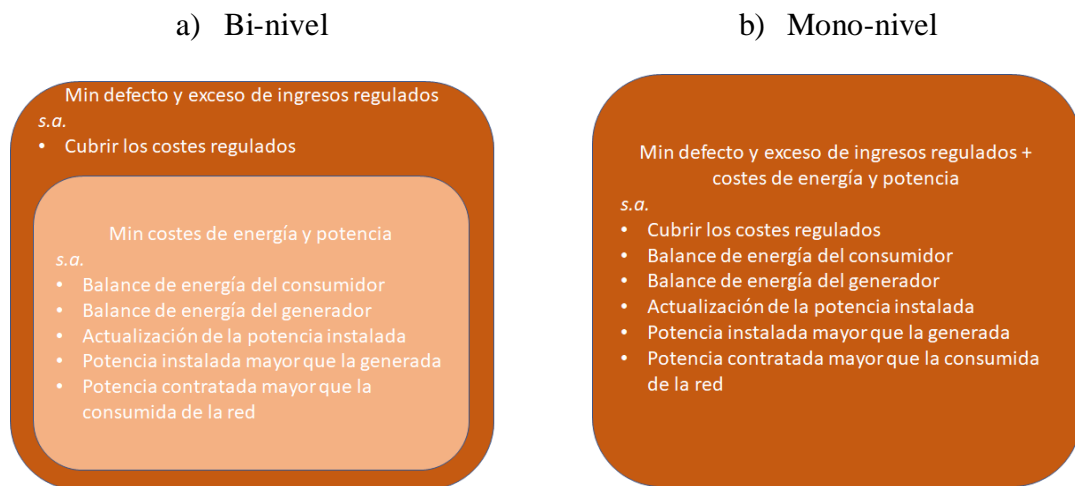 a) Bi-nivel
Min defecto y exceso de ingresos regulados
s.a.
• Cubrir los costes regulados
Min costes de energía y potencia
s.a.
• Balance de energía del consumidor
• Balance de energía del generador
• Actualización de la potencia instalada
• Potencia instalada mayor que la generada
• Potencia contratada mayor que la
consumida de la red
b) Mono-nivel
Min defecto y exceso de ingresos regulados +
costes de energía y potencia
s.a.
• Cubrir los costes regulados
• Balance de energía del consumidor
• Balance de energía del generador
• Actualización de la potencia instalada
• Potencia instalada mayor que la generada
• Potencia contratada mayor que la consumida
de la red